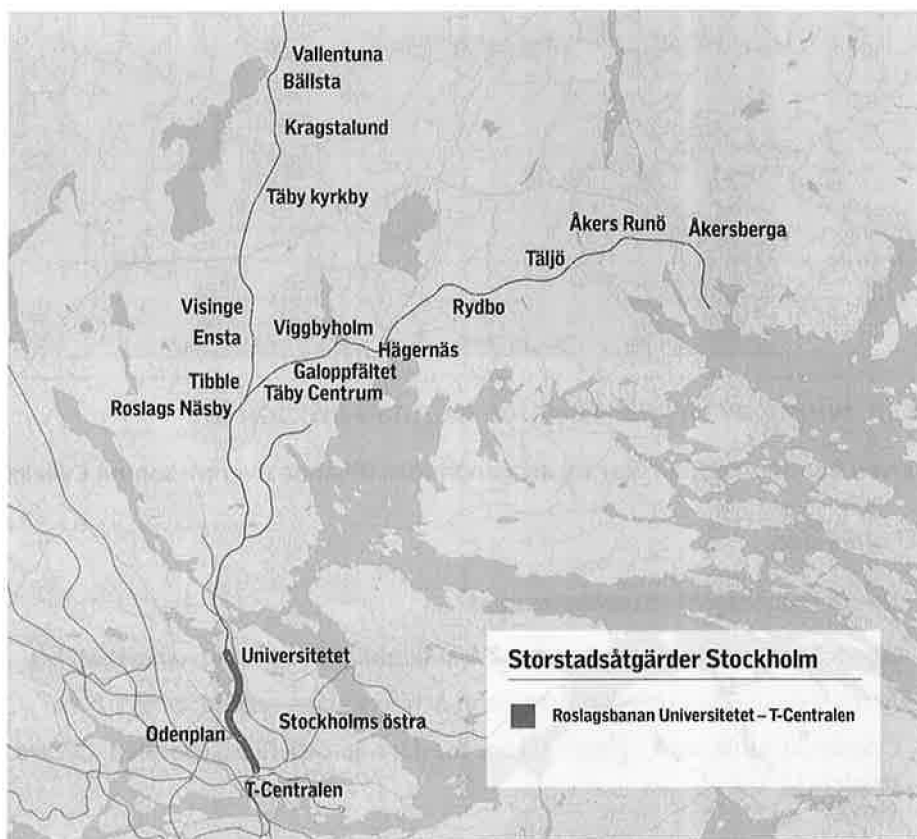 Vallentuna
Bällsta
Kragstalund
Täby kyrkby
Åkers Runö
Åkersberga
Täljö
Rydbo
Visinge
Ensta
Viggbyholm
Hägernäs
Galoppfältet
Tibble
Täby Centrum
Roslags Näsby
Universitetet
Stockholms östra
Odenplan
T-Centralen
Storstadsåtgärder Stockholm
Roslagsbanan Universitetet – T-Centralen